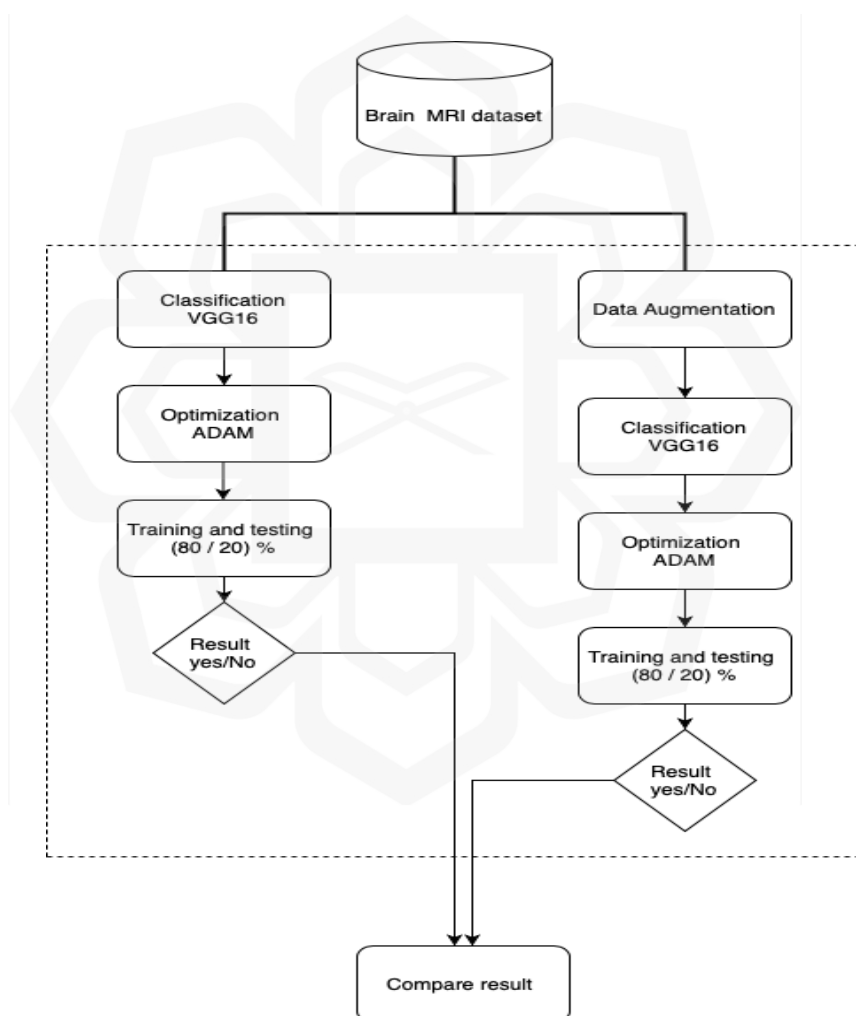 Brain MRI dataset
Classification
VGG16
Optimization
ADAM
Training and testing
(80 / 20) %
Result
yes/No
Data Augmentation
Classification
VGG16
Optimization
ADAM
Training and testing
(80 / 20) %
Result
yes/No
Compare result